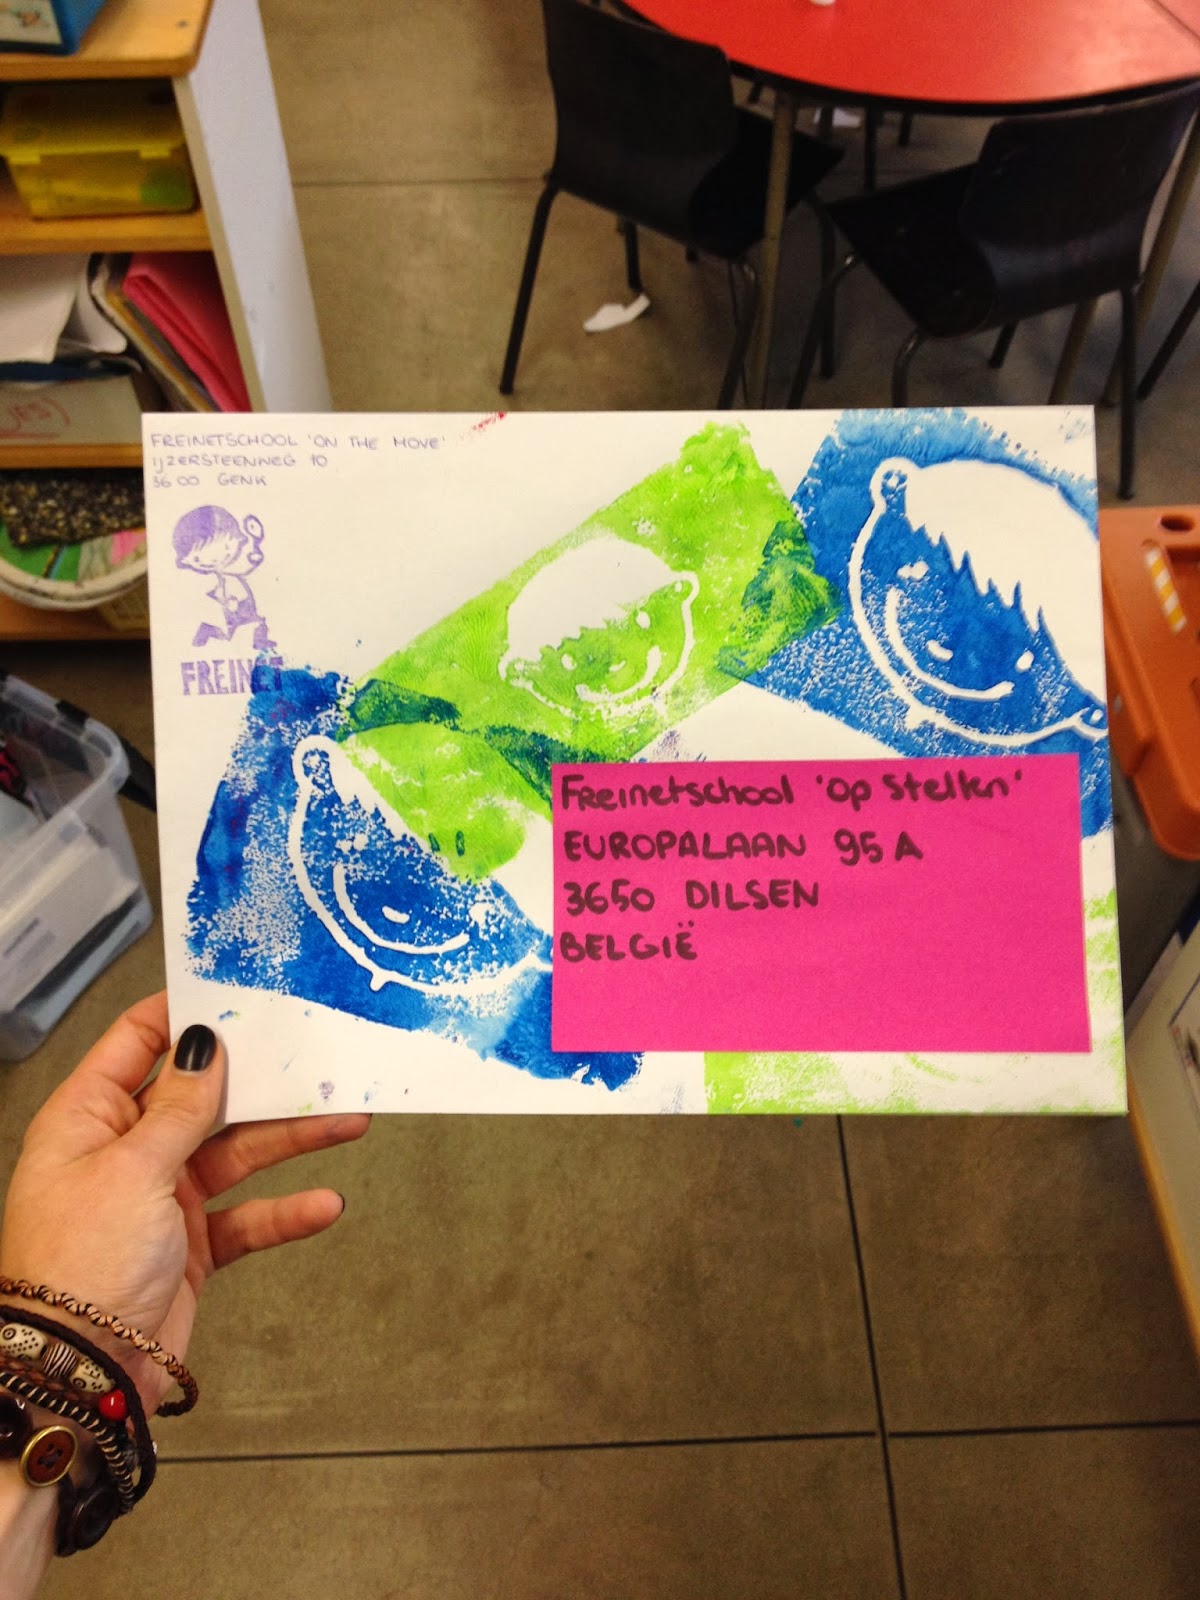 FREINETSCHOOL 'ON THE MOVE'
IJZERSTEENWEG 10
3600 GENK
FREINET
Freinetschool 'Op Stelten'
EUROPALAAN 95 A
3650 DILSEN
BELGIË